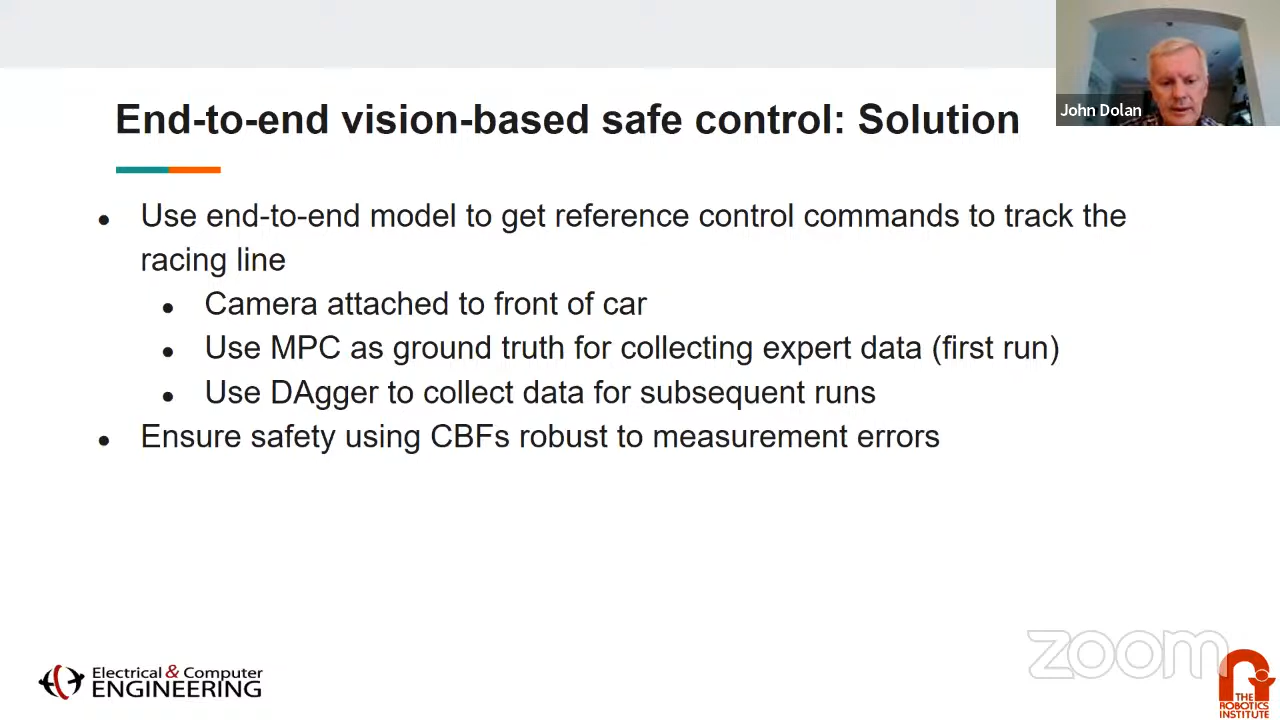 End-to-end vision-based safe control: Solution
John Dolan
● Use end-to-end model to get reference control commands to track the
racing line
● Camera attached to front of car
● Use MPC as ground truth for collecting expert data (first run)
● Use DAgger to collect data for subsequent runs
● Ensure safety using CBFs robust to measurement errors
Electrical & Computer
ENGINEERING
zoom
THE
ROBOTICS
INSTITUTE